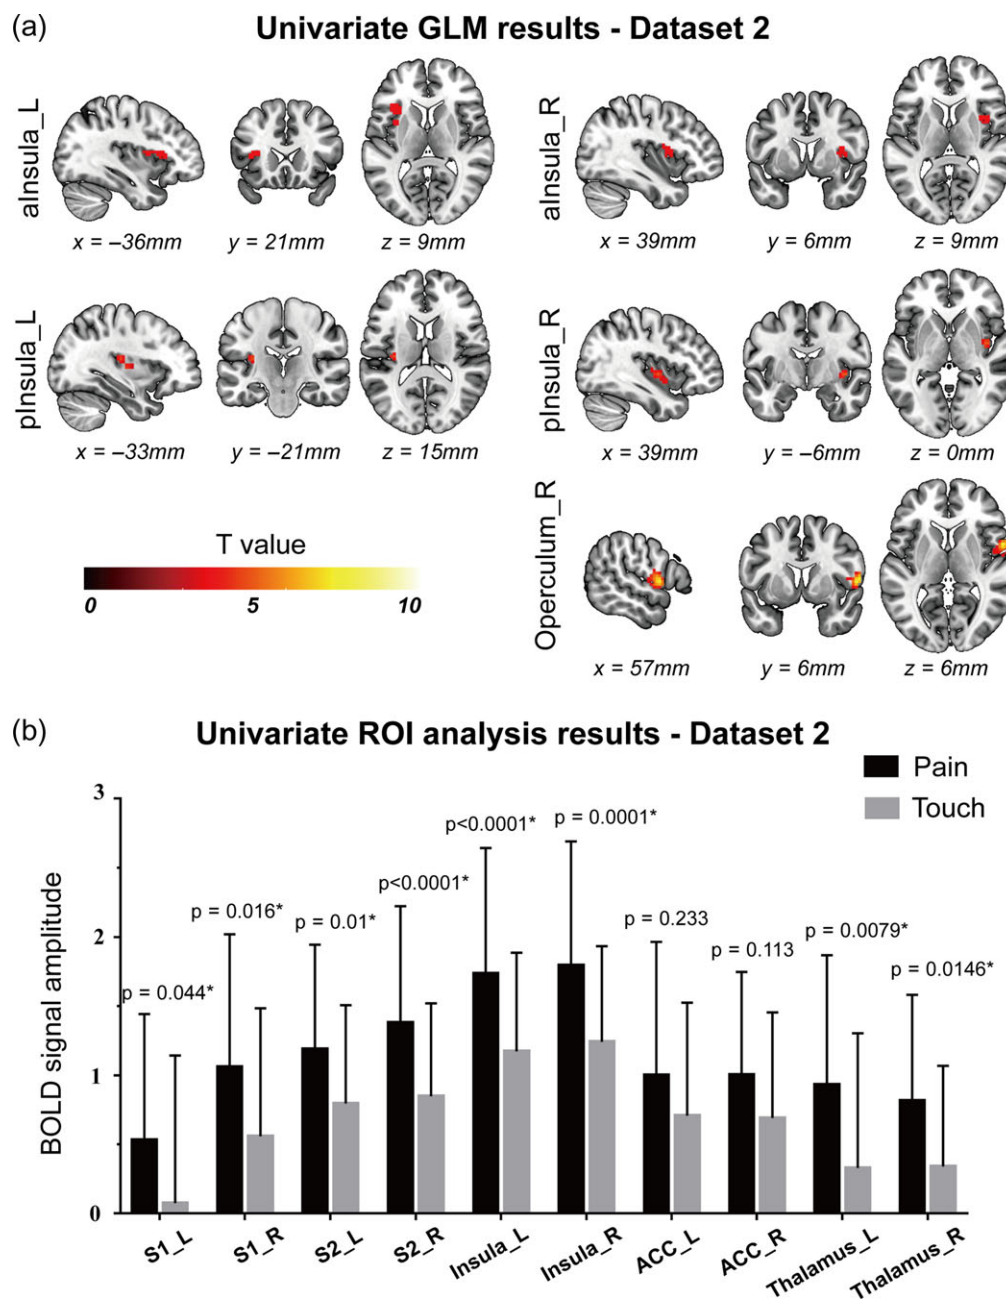 (a)
Univariate GLM results - Dataset 2
aInsula_L
x = –36mm
y = 21mm
z = 9mm
aInsula_R
x = 39mm
y = 6mm
z = 9mm
pInsula_L
x = –33mm
y = –21mm
z = 15mm
pInsula_R
x = 39mm
y = –6mm
z = 0mm
T value
0
5
10
Operculum_R
x = 57mm
y = 6mm
z = 6mm
(b)
Univariate ROI analysis results - Dataset 2
Pain
Touch
BOLD signal amplitude
3
2
1
0
p = 0.044*
p = 0.016*
p = 0.01*
p<0.0001*
p<0.0001*
p = 0.0001*
p = 0.233
p = 0.113
p = 0.0079*
p = 0.0146*
S1_L
S1_R
S2_L
S2_R
Insula_L
Insula_R
ACC_L
ACC_R
Thalamus_L
Thalamus_R